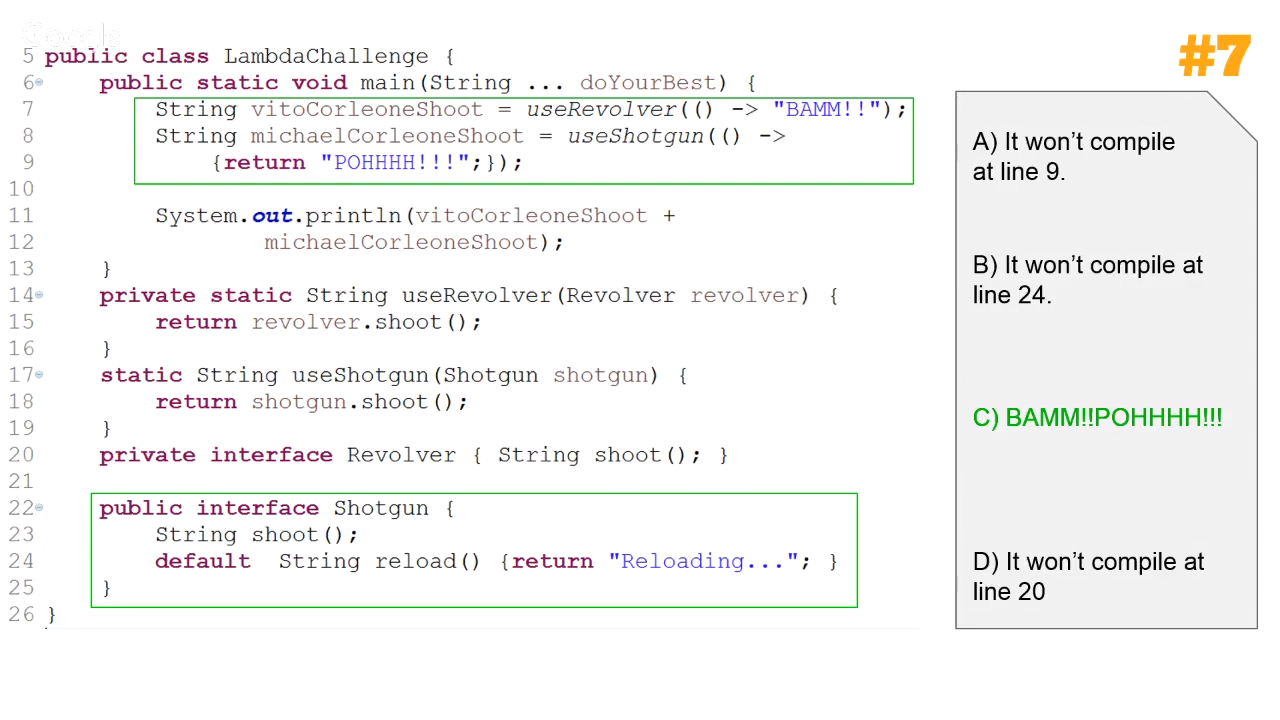 #7
5 public class LambdaChallenge {
6 public static void main(String ... doYourBest) {
7 String vitoCorleoneShoot = useRevolver(() -> "BAMM!!");
8 String michaelCorleoneShoot = useShotgun(() ->
9 {return "POHHHH!!!";});
10
11 System.out.println(vitoCorleoneShoot +
12 michaelCorleoneShoot);
13 }
14 private static String useRevolver(Revolver revolver) {
15 return revolver.shoot();
16 }
17 static String useShotgun(Shotgun shotgun) {
18 return shotgun.shoot();
19 }
20 private interface Revolver { String shoot(); }
21
22 public interface Shotgun {
23 String shoot();
24 default String reload() {return "Reloading..."; }
25 }
26 }
A) It won't compile
at line 9.
B) It won't compile at
line 24.
C) BAMM!!POHHHH!!!
D) It won't compile at
line 20